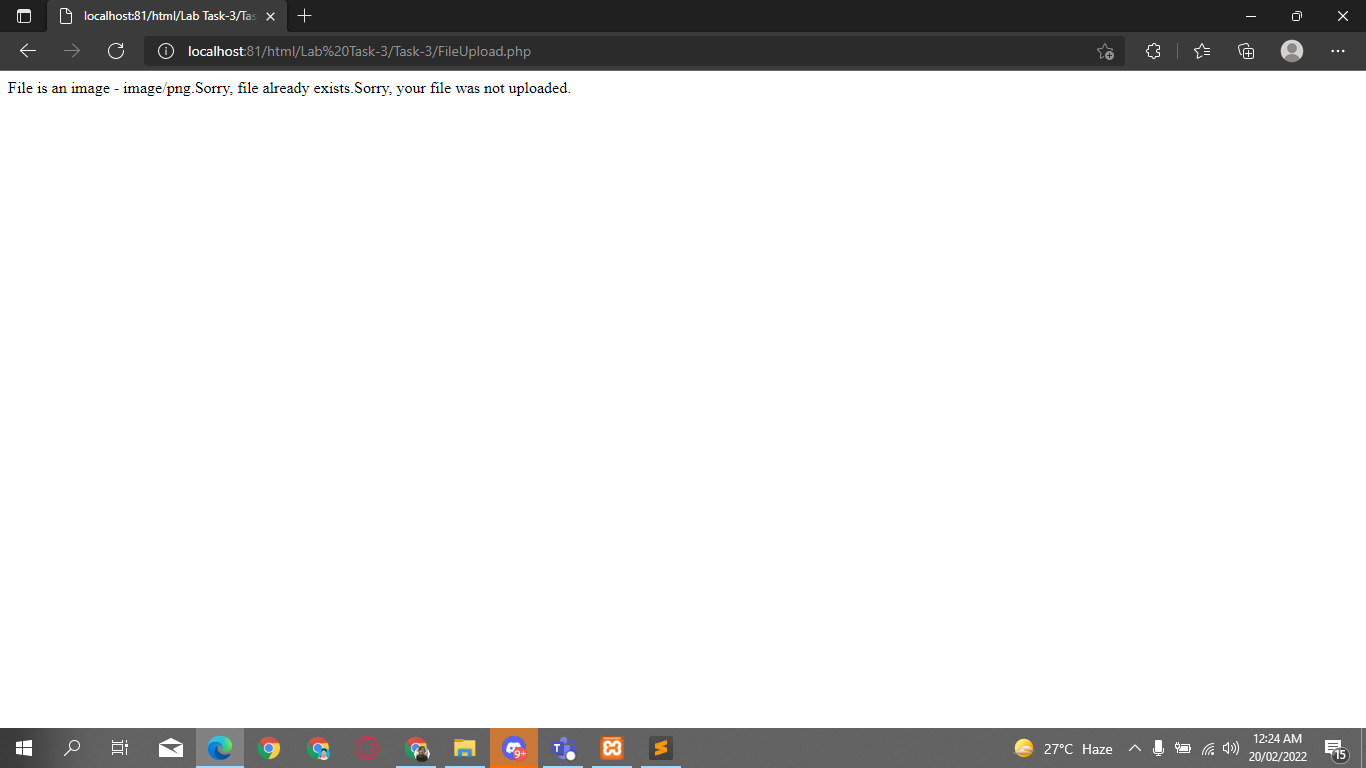 localhost:81/html/Lab Task-3/Tas
localhost:81/html/Lab%20Task-3/Task-3/FileUpload.php
File is an image - image/png.Sorry, file already exists.Sorry, your file was not uploaded.
9+
27°C Haze
12:24 AM
20/02/2022
15